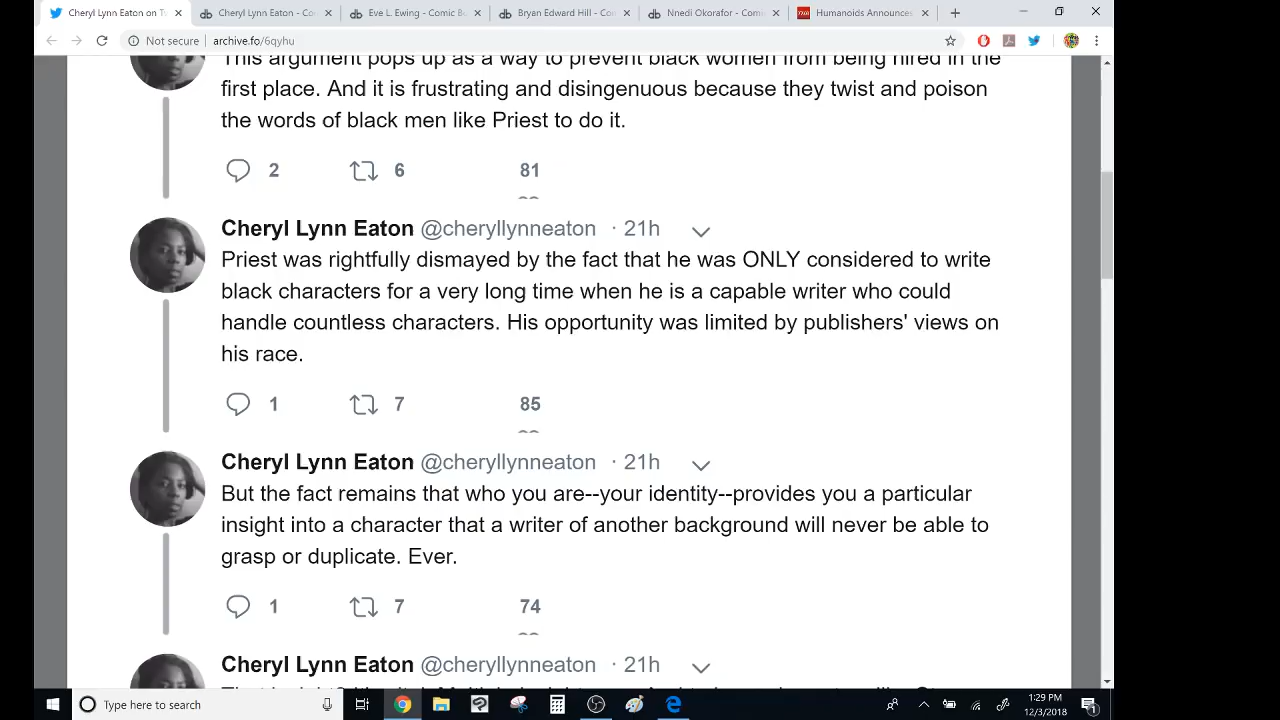 Cheryl Lynn Eaton on Tw
Cheryl Lynn Eaton - Co
Eve L. Ewing - Comic B
Bryan Edward Hill - Co
Nnedi Okorafor - Com
Humanoids Announces
Not secure
archive.fo/6qyhu
This argument pops up as a way to prevent black women from being hired in the
first place. And it is frustrating and disingenuous because they twist and poison
the words of black men like Priest to do it.
2 6 81
Cheryl Lynn Eaton @cheryllynneaton · 21h
Priest was rightfully dismayed by the fact that he was ONLY considered to write
black characters for a very long time when he is a capable writer who could
handle countless characters. His opportunity was limited by publishers' views on
his race.
1 7 85
Cheryl Lynn Eaton @cheryllynneaton · 21h
But the fact remains that who you are--your identity--provides you a particular
insight into a character that a writer of another background will never be able to
grasp or duplicate. Ever.
1 7 74
Cheryl Lynn Eaton @cheryllynneaton · 21h
Type here to search
1:29 PM
12/3/2018
1